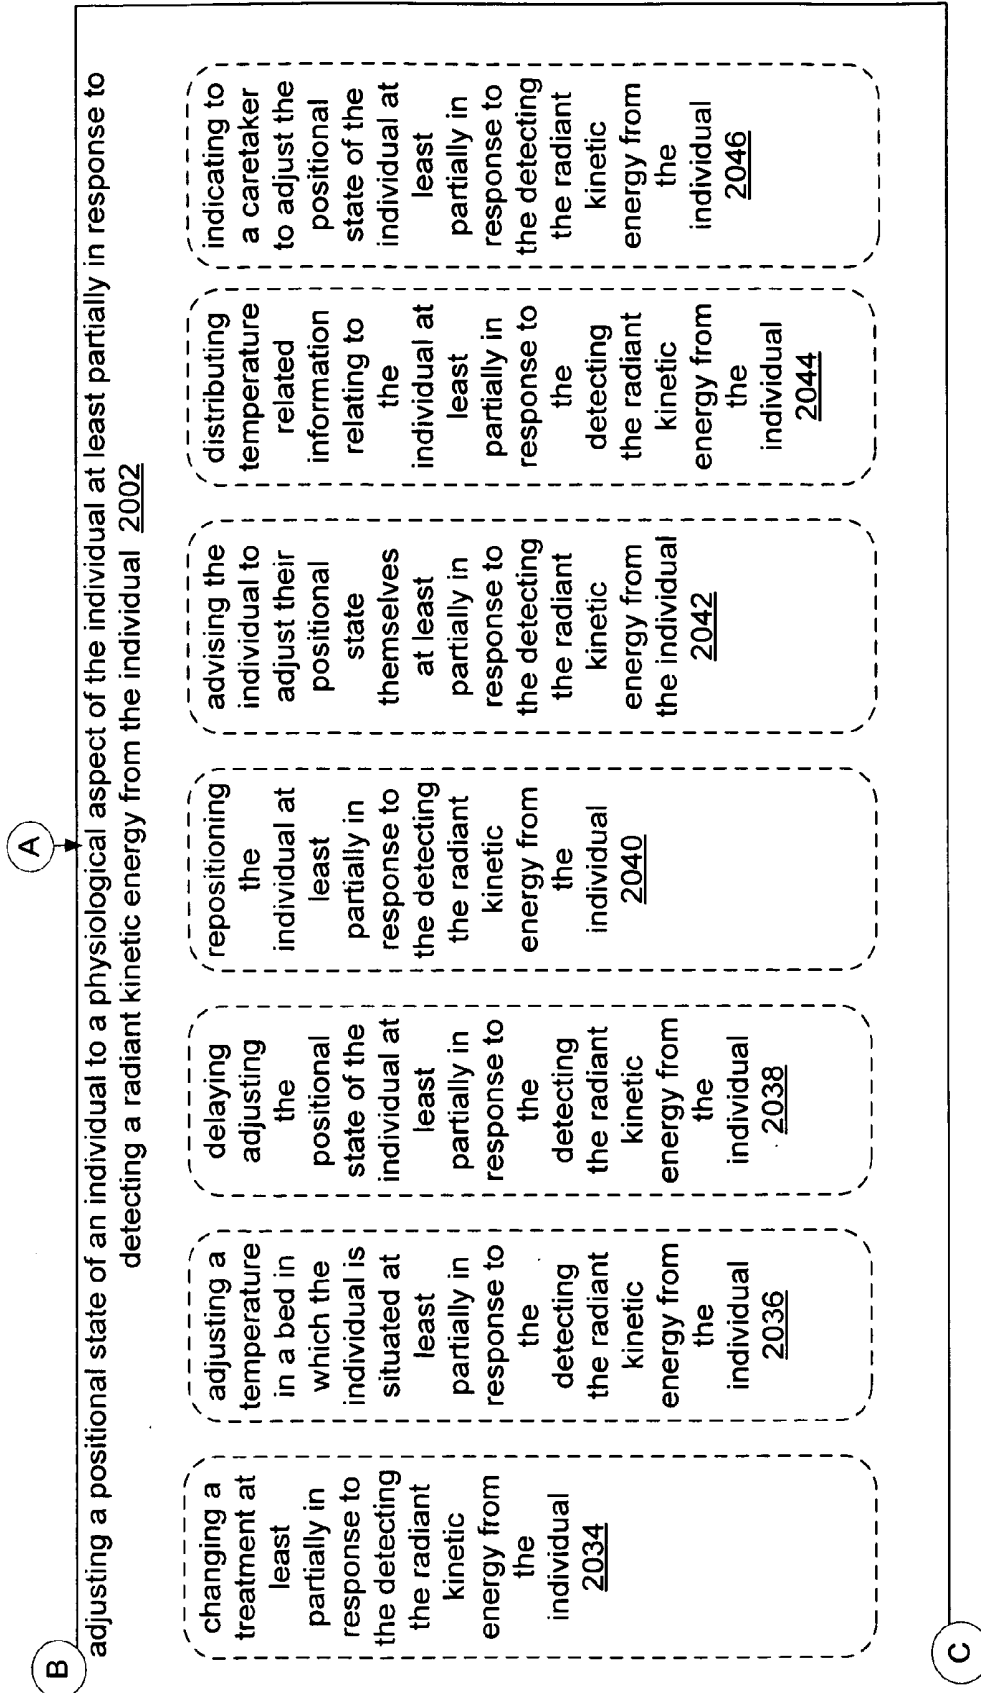 A
B
adjusting a positional state of an individual to a physiological aspect of the individual at least partially in response to
detecting a radiant kinetic energy from the individual 2002
changing a
treatment at
least
partially in
response to
the detecting
the radiant
kinetic
energy from
the
individual
2034
adjusting a
temperature
in a bed in
which the
individual is
situated at
least
partially in
response to
the
detecting
the radiant
kinetic
energy from
the
individual
2036
delaying
adjusting
the
positional
state of the
individual at
least
partially in
response to
the
detecting
the radiant
kinetic
energy from
the
individual
2038
repositioning
the
individual at
least
partially in
response to
the detecting
the radiant
kinetic
energy from
the
individual
2040
advising the
individual to
adjust their
positional
state
themselves
at least
partially in
response to
the detecting
the radiant
kinetic
energy from
the individual
2042
distributing
temperature
related
information
relating to
the
individual at
least
partially in
response to
the
detecting
the radiant
kinetic
energy from
the
individual
2044
indicating to
a caretaker
to adjust the
positional
state of the
individual at
least
partially in
response to
the detecting
the radiant
kinetic
energy from
the
individual
2046
C